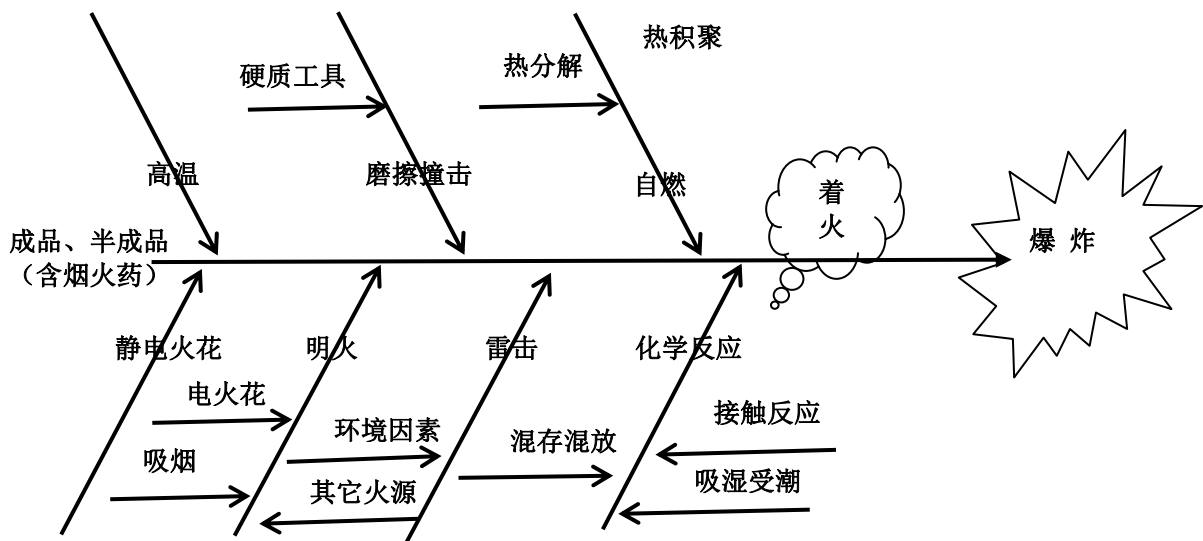 热积聚
热分解
硬质工具
高温
磨擦撞击
自燃
着
火
成品、半成品
（含烟火药）
爆 炸
静电火花
明火
雷击
化学反应
电火花
接触反应
环境因素
混存混放
吸烟
吸湿受潮
其它火源